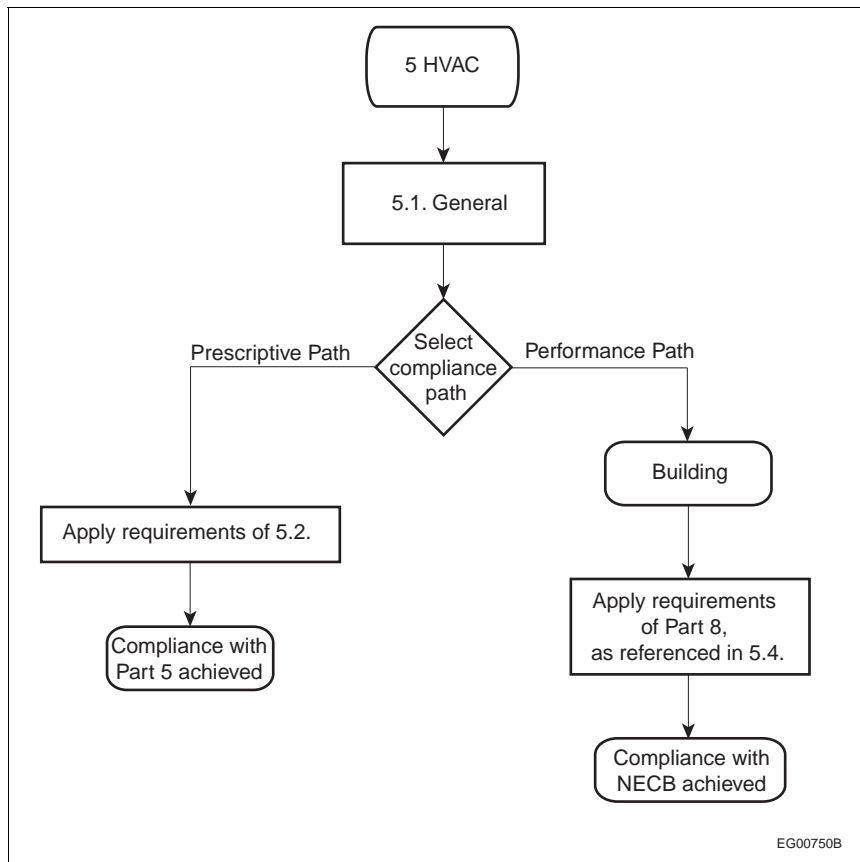 5 HVAC
5.1. General
Select
compliance
path
Prescriptive Path
Performance Path
Building
Apply requirements of 5.2.
Apply requirements
of Part 8,
as referenced in 5.4.
Compliance with
Part 5 achieved
Compliance with
NECB achieved
EG00750B